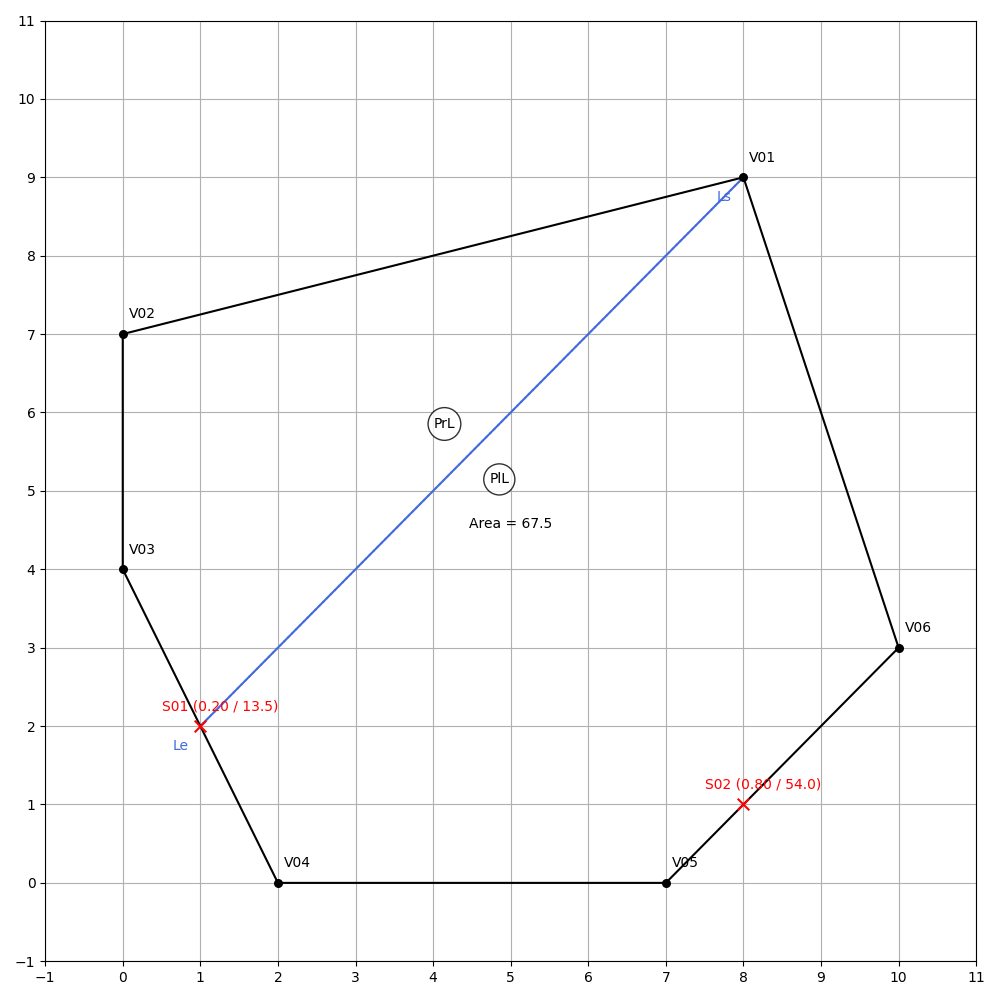 11
10
9
8
7
6
5
4
3
2
1
0
−1
V01
Ls
V02
PrL
PlL
Area = 67.5
V03
V06
S01 (0.20 / 13.5)
Le
S02 (0.80 / 54.0)
V04
V05
−1 0 1 2 3 4 5 6 7 8 9 10 11